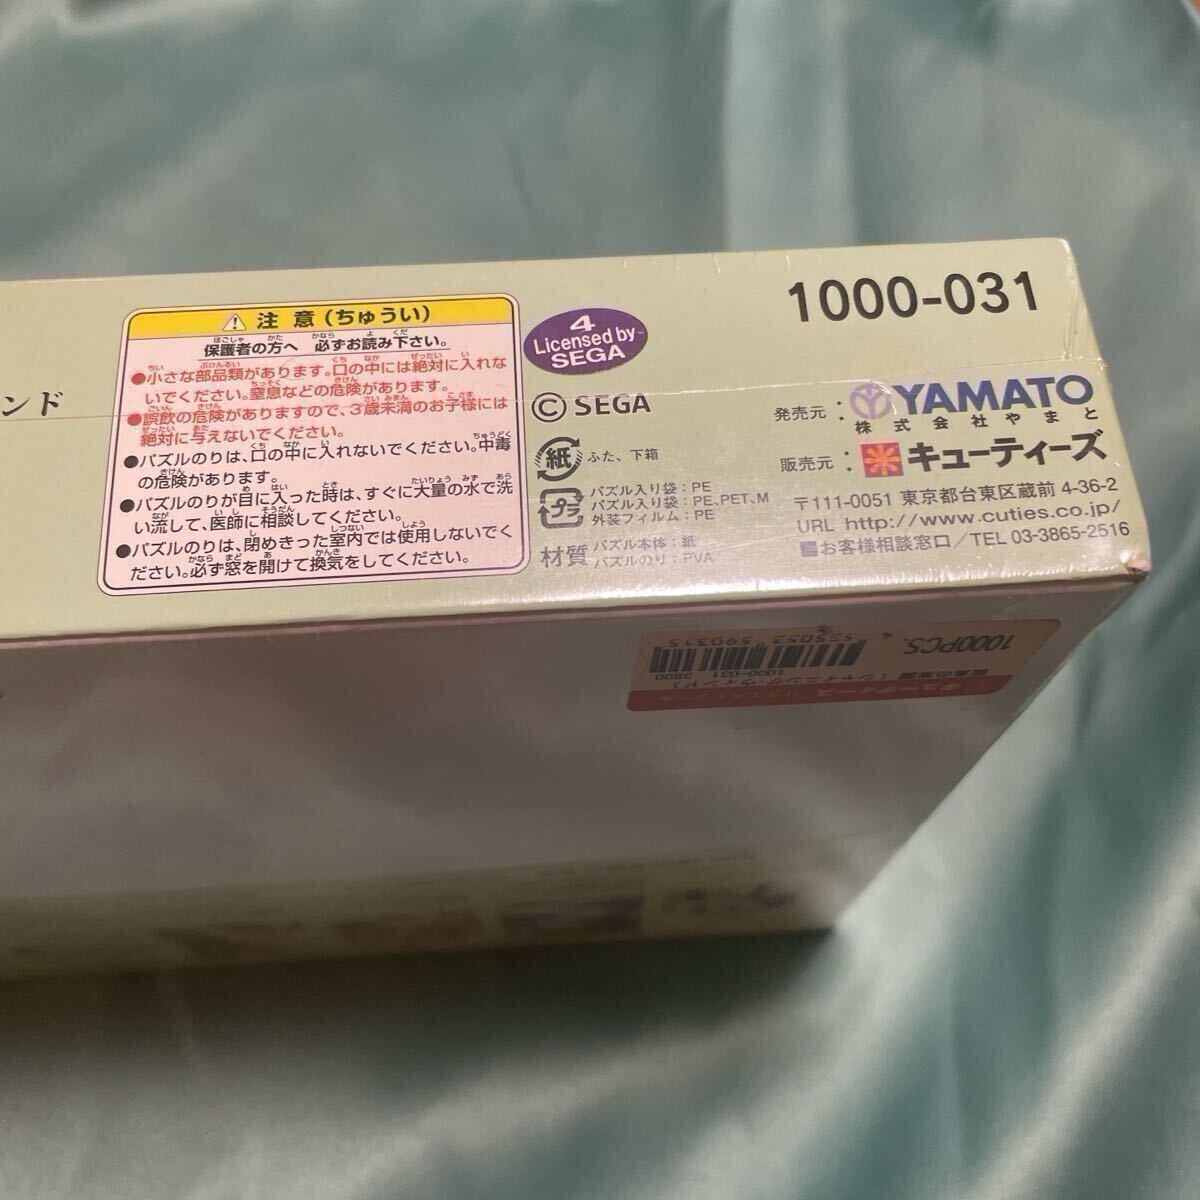 ンド
⚠ 注 意 (ちゅうい)
保護者の方へ 必ずお読み下さい。
●小さな部品類があります。口の中には絶対に入れな
いでください。窒息などの危険があります。
●誤飲の危険がありますので、3歳未満のお子様には
絶対に与えないでください。
●パズルのりは、口の中に入れないでください。中毒
の危険があります。
●パズルのりが目に入った時は、すぐに大量の水で洗
い流して、医師に相談してください。
●パズルのりは、閉めきった室内では使用しないでく
ださい。必ず窓を開けて換気をしてください。
4
Licensed by
SEGA
© SEGA
紙 ふた、下箱
プラ パズル入り袋:PE
パズルのり袋:PE,PET,M
外装フィルム:PE
材質 パズル本体:紙
パズルのり:PVA
1000-031
発売元: YAMATO
株式会社やまと
販売元: キューティーズ
〒111-0051 東京都台東区蔵前 4-36-2
URL http://www.cuties.co.jp/
お客様相談窓口/TEL 03-3865-2516
1000PCS.
1000-031 3800